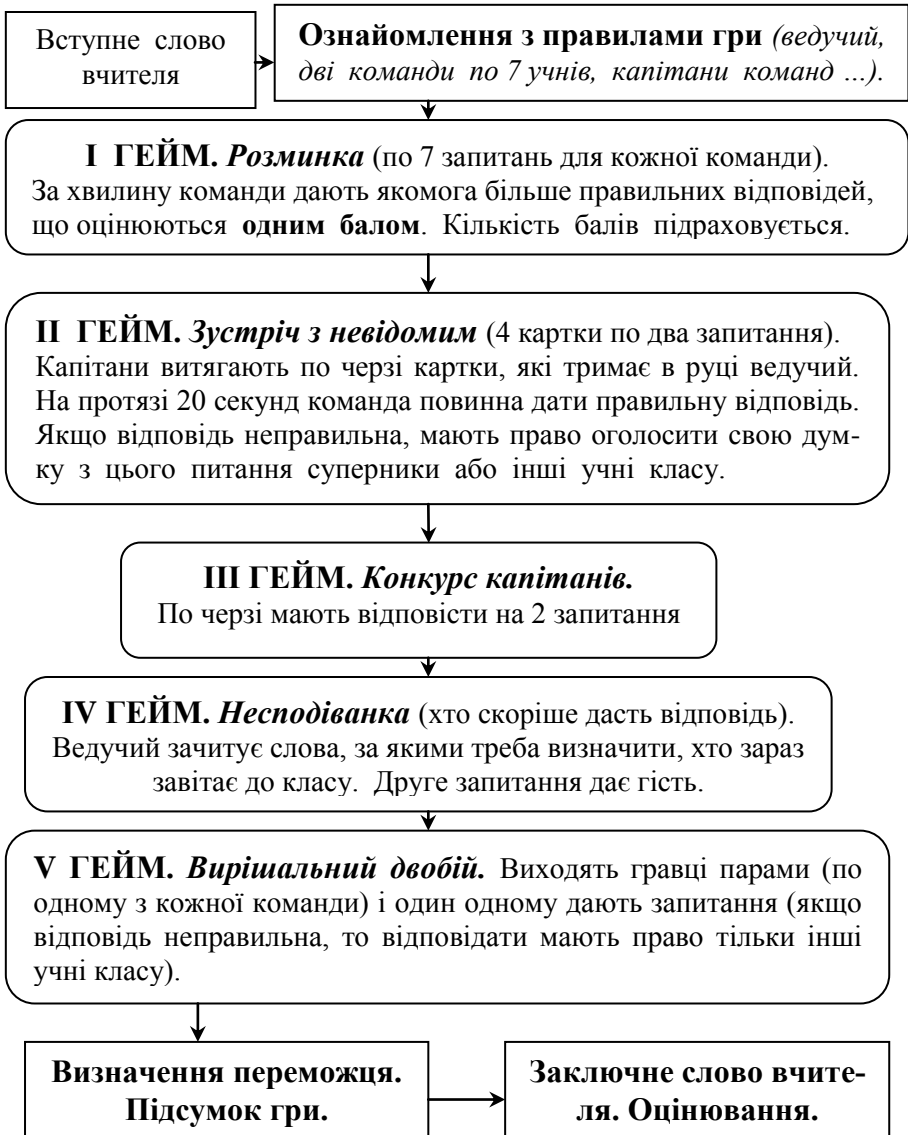 Вступне слово
вчителя
Ознайомлення з правилами гри (ведучий,
дві команди по 7 учнів, капітани команд ...).
I ГЕЙМ. Розминка (по 7 запитань для кожної команди).
За хвилину команди дають якомога більше правильних відповідей,
що оцінюються одним балом. Кількість балів підраховується.
II ГЕЙМ. Зустріч з невідомим (4 картки по два запитання).
Капітани витягають по черзі картки, які тримає в руці ведучий.
На протязі 20 секунд команда повинна дати правильну відповідь.
Якщо відповідь неправильна, мають право оголосити свою дум-
ку з цього питання суперники або інші учні класу.
III ГЕЙМ. Конкурс капітанів.
По черзі мають відповісти на 2 запитання
IV ГЕЙМ. Несподіванка (хто скоріше дасть відповідь).
Ведучий зачитує слова, за якими треба визначити, хто зараз
завітає до класу. Друге запитання дає гість.
V ГЕЙМ. Вирішальний двобій. Виходять гравці парами (по
одному з кожної команди) і один одному дають запитання (якщо
відповідь неправильна, то відповідати мають право тільки інші
учні класу).
Визначення переможця.
Підсумок гри.
Заключне слово вчите-
ля. Оцінювання.